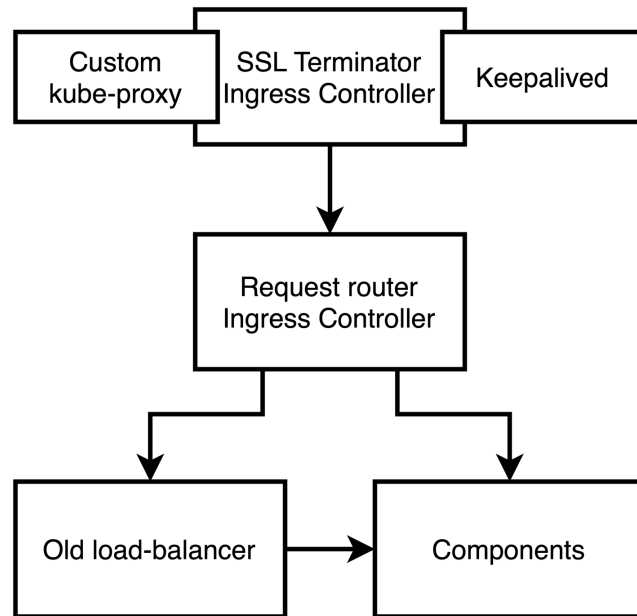 Custom
kube-proxy
SSL Terminator
Ingress Controller
Keepalived
Request router
Ingress Controller
Old load-balancer
Components